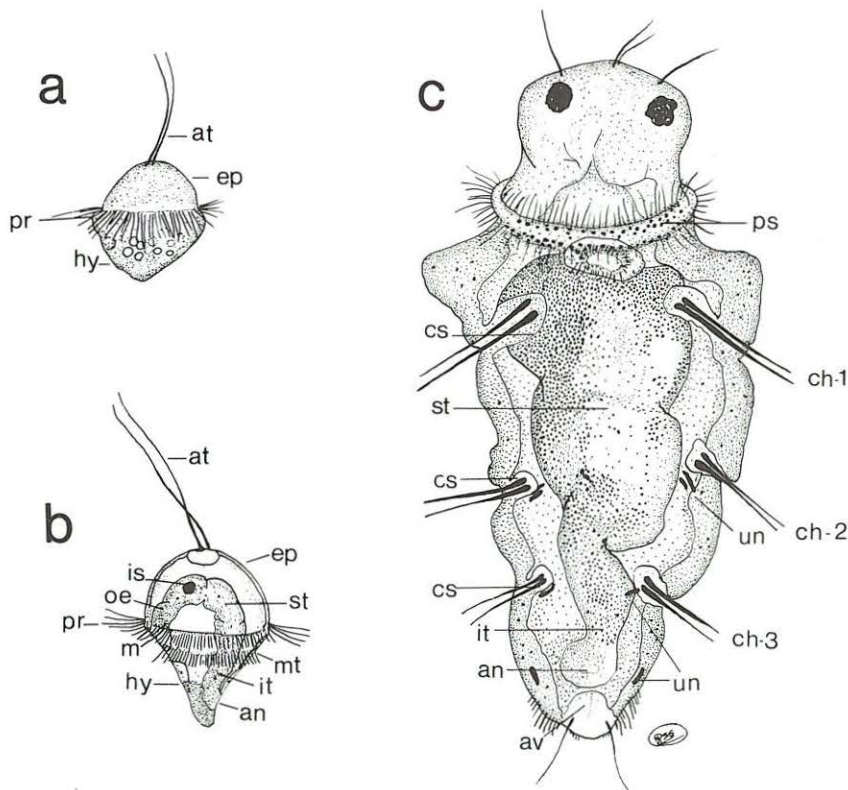 a
at
ep
pr
hy
b
at
ep
is
oe
st
pr
m
mt
hy
it
an
c
ps
cs
ch-1
st
cs
un
ch-2
cs
it
ch-3
an
un
av